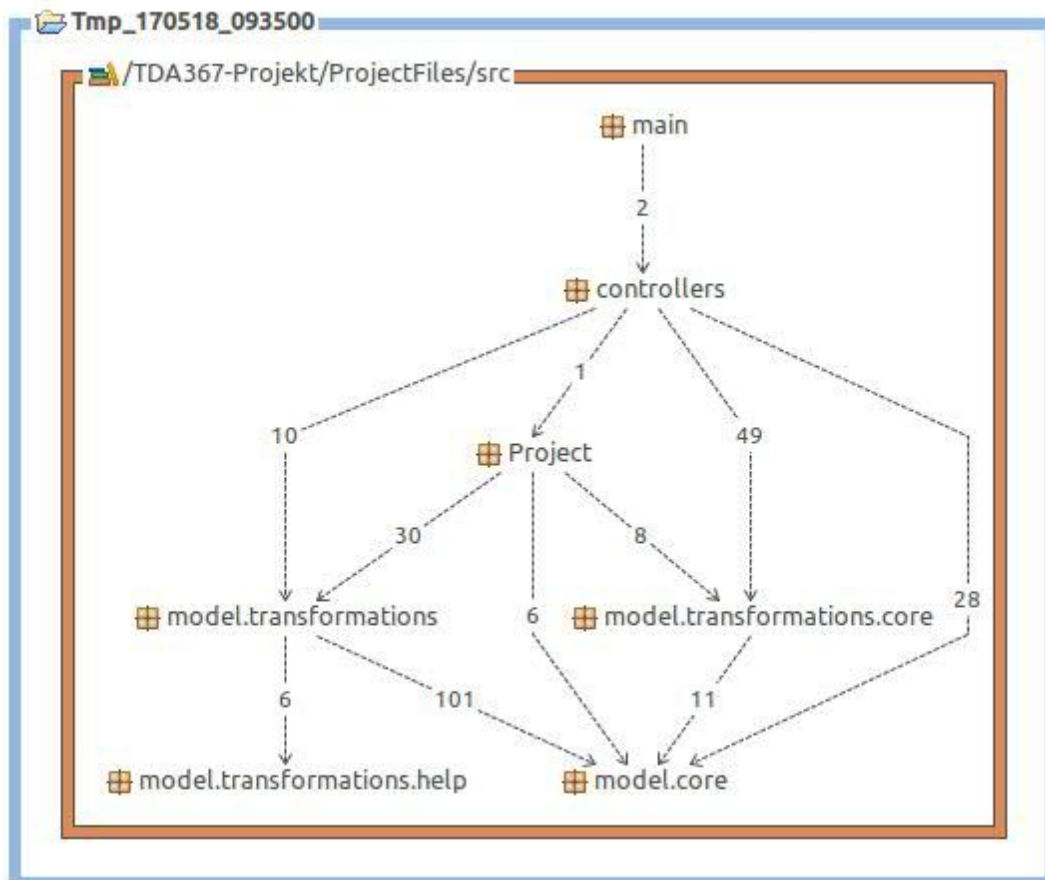 Tmp_170518_093500
/TDA367-Projekt/ProjectFiles/src
main
2
controllers
1
10
49
Project
30
8
model.transformations
6
model.transformations.core
28
6
101
11
model.transformations.help
model.core